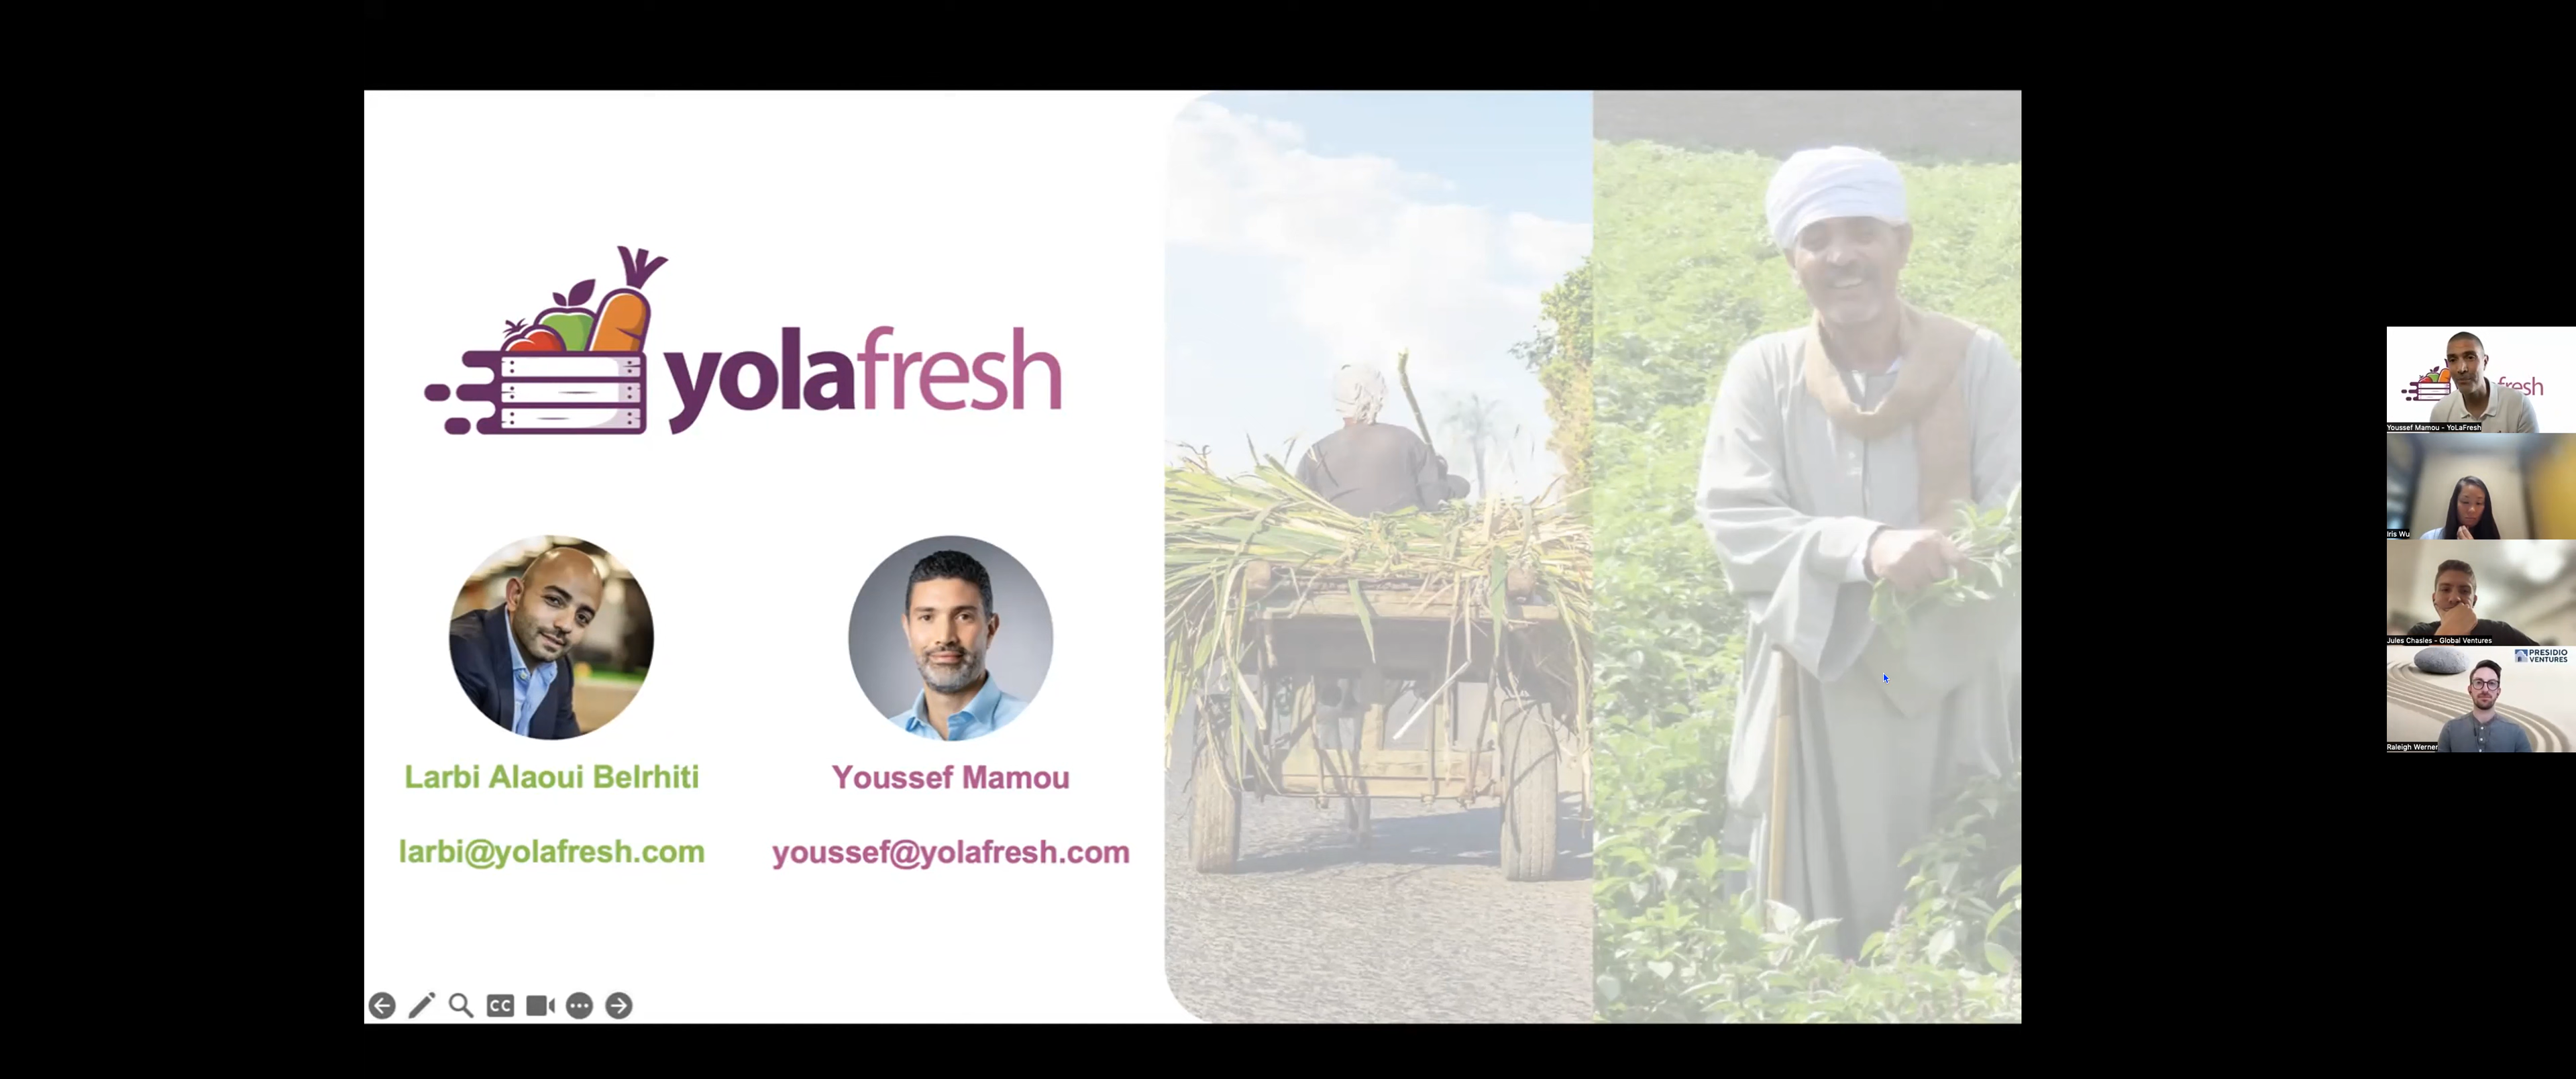 yolafresh
Larbi Alaoui Belrhiti
Youssef Mamou
larbi@yolafresh.com
youssef@yolafresh.com
CC
fresh
Youssef Mamou - YoLaFresh
Iris Wu
Jules Chasles - Global Ventures
PRESIDIO
VENTURES
Raleigh Werner